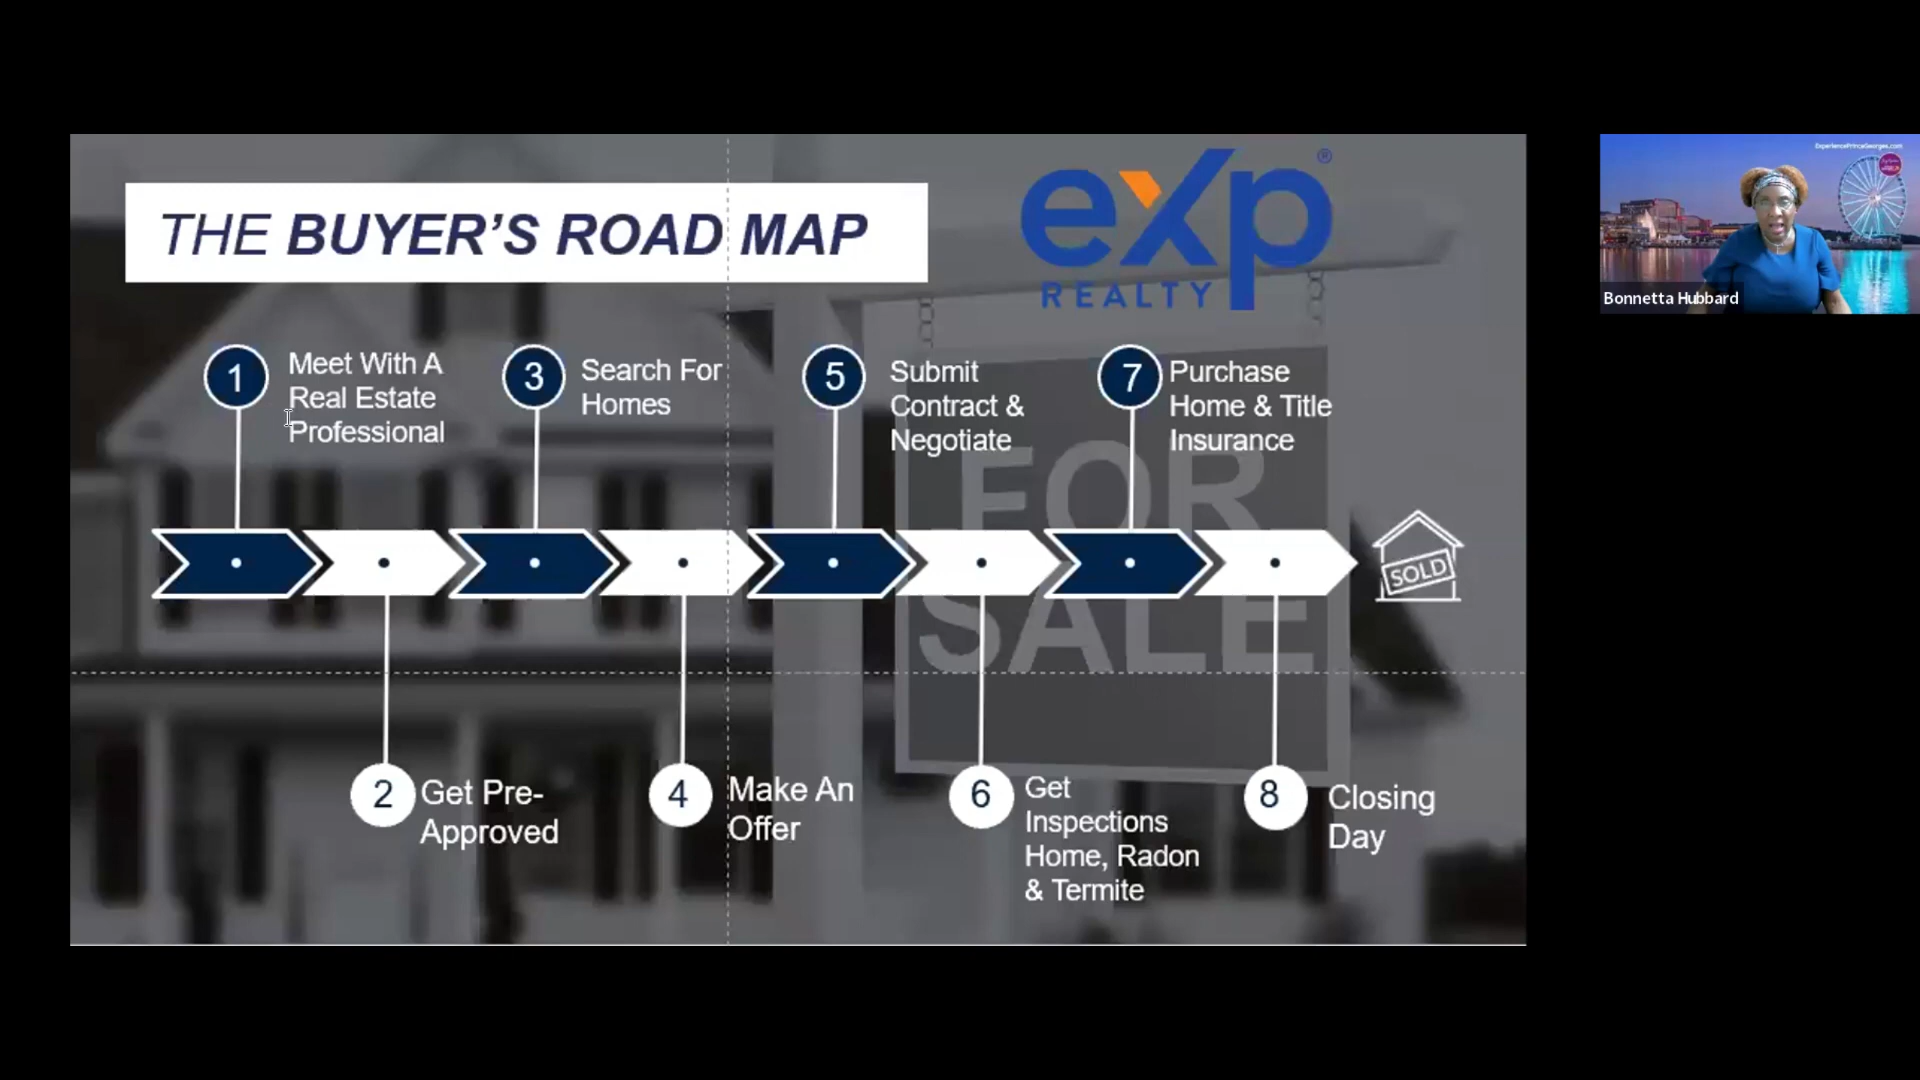 THE BUYER'S ROAD MAP
eXp®
REALTY
ExperiencePrinceGeorges.com
Bonnetta Hubbard
1
Meet With A
Real Estate
Professional
3
Search For
Homes
5
Submit
Contract &
Negotiate
7
Purchase
Home & Title
Insurance
FOR
SALE
SOLD
2
Get Pre-
Approved
4
Make An
Offer
6
Get
Inspections
Home, Radon
& Termite
8
Closing
Day